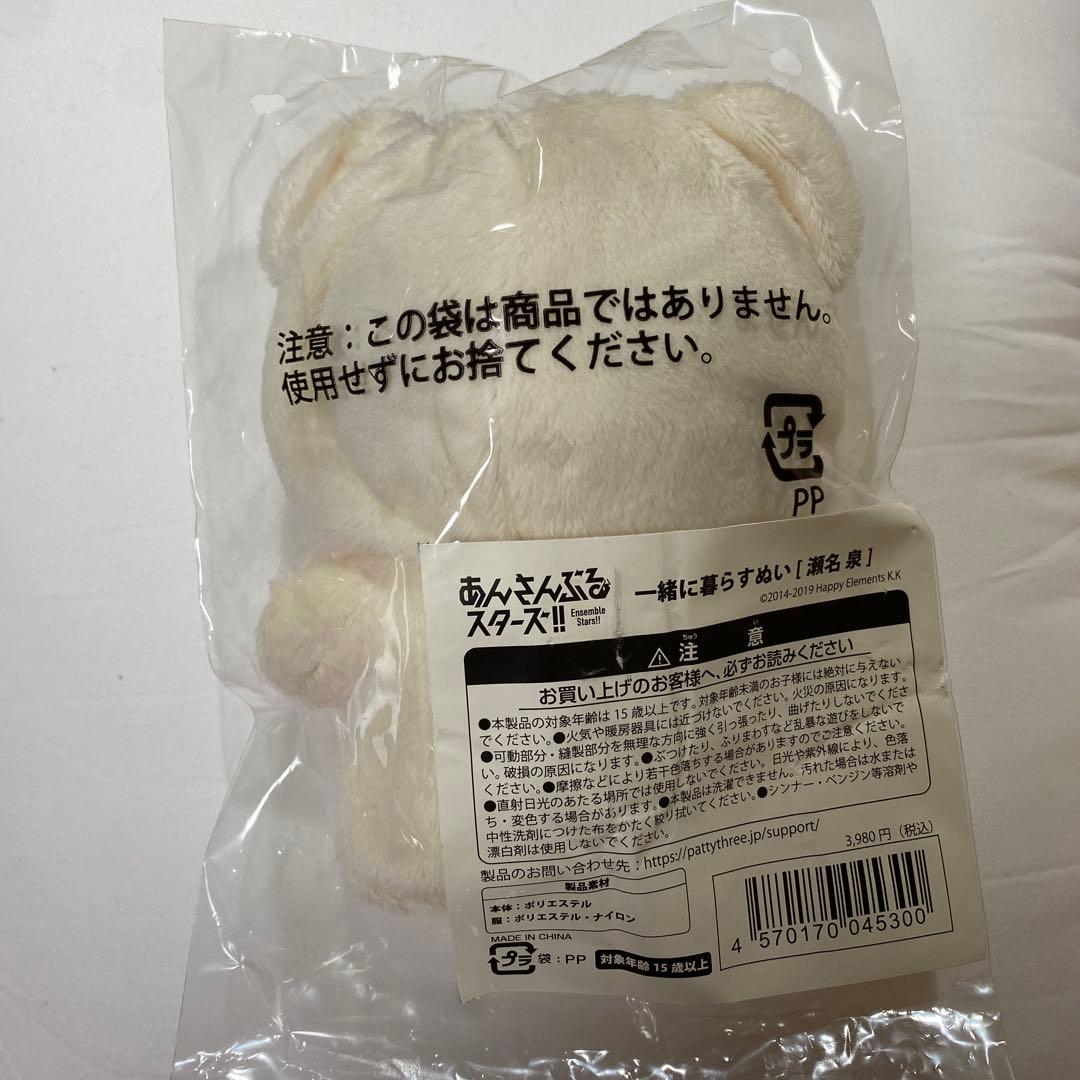 注意：この袋は商品ではありません。
使用せずにお捨てください。
プラ
PP
あんさんぶる
スターズ!!
Ensemble
Stars!!
一緒に暮らすぬい [ 瀬名 泉 ]
©2014-2019 Happy Elements K.K
ちゅう い
注 意
お買い上げのお客様へ、必ずお読みください
●本製品の対象年齢は15歳以上です。対象年齢未満のお子様には絶対に与えない
でください。●火気や暖房器具には近づけないでください。火災の原因になります。
●可動部分・縫製部分を無理な方向に強く引っ張ったり、曲げたりしないでくださ
い。破損の原因になります。●ぶつけたり、ふりまわすなど乱暴な遊びをしないで
ください。●摩擦などにより若干色落ちする場合がありますのでご注意ください。
●直射日光のあたる場所では使用しないでください。日光や紫外線により、色落
ち・変色する場合があります。●本製品は洗濯できません。汚れた場合は水または
中性洗剤につけた布をかたく絞り拭いてください。●シンナー・ベンジン等溶剤や
漂白剤は使用しないでください。
製品のお問い合わせ先：https://pattythree.jp/support/
3,980円（税込）
製品素材
本体：ポリエステル
服：ポリエステル・ナイロン
MADE IN CHINA
プラ 袋：PP 対象年齢15歳以上
4 570170 045300